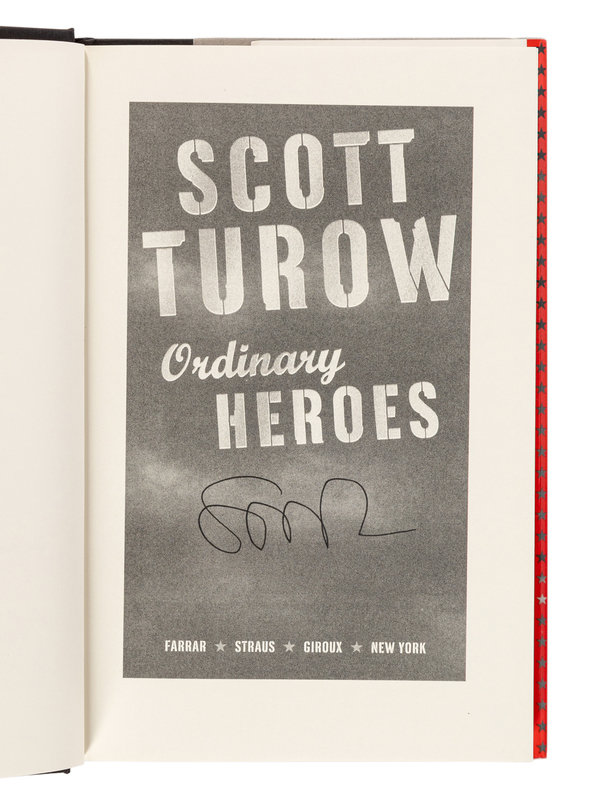 SCOTT
TUROW
Ordinary
HEROES
FARRAR ★ STRAUS ★ GIROUX ★ NEW YORK